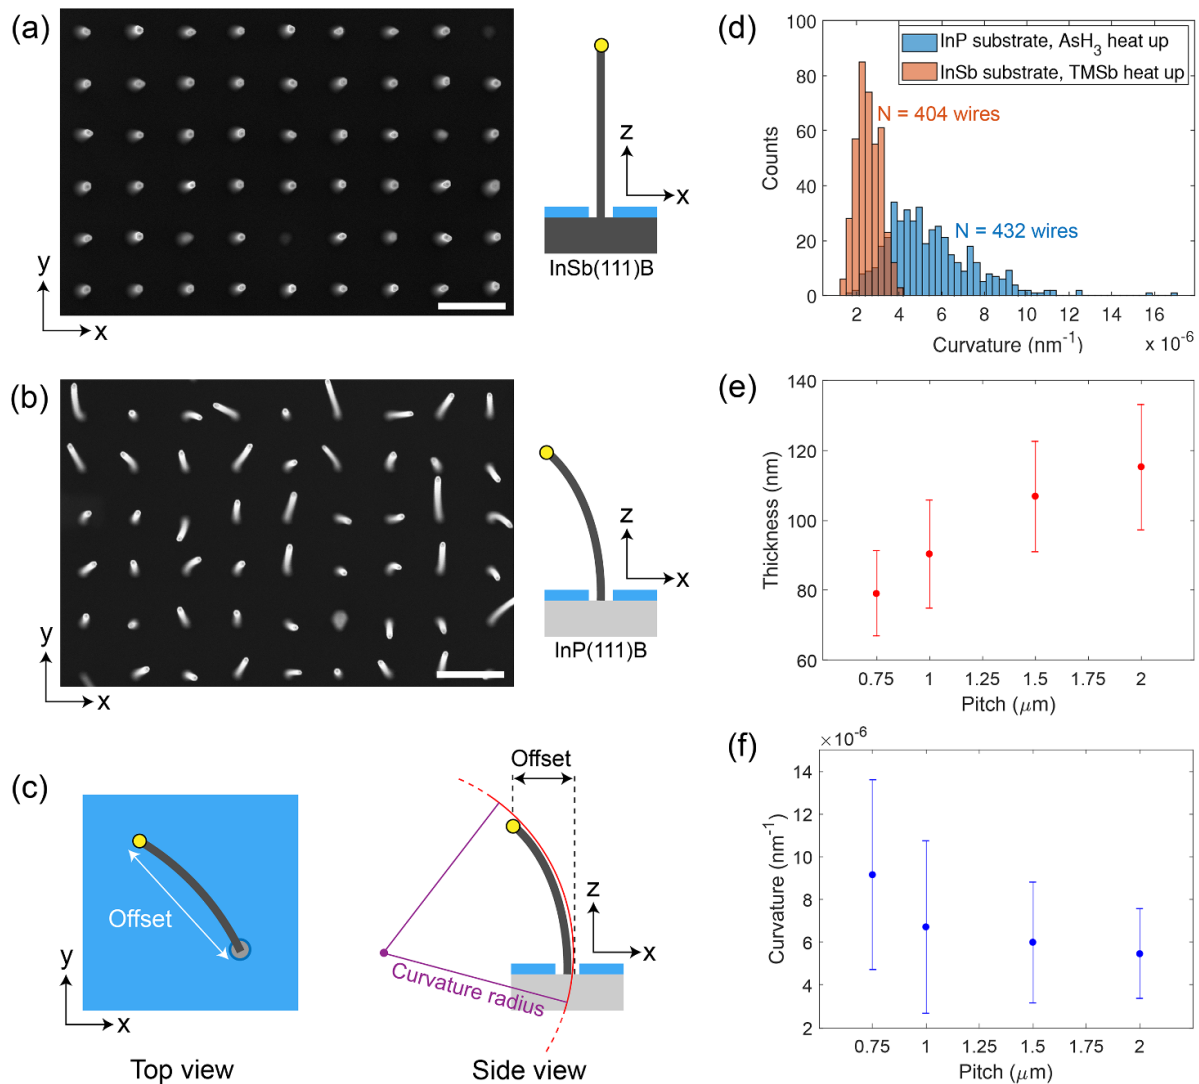 (a)
y
x
z
x
InSb(111)B
(b)
y
x
z
x
InP(111)B
(c)
Offset
y
x
Top view
Offset
z
x
Curvature radius
Side view
(d)
100
80
60
40
20
0
Counts
InP substrate, AsH3 heat up
InSb substrate, TMSb heat up
N = 404 wires
N = 432 wires
2 4 6 8 10 12 14 16
Curvature (nm-1)
x 10-6
(e)
140
120
100
80
60
Thickness (nm)
0.75 1 1.25 1.5 1.75 2
Pitch (μm)
(f)
×10-6
14
12
10
8
6
4
2
Curvature (nm-1)
0.75 1 1.25 1.5 1.75 2
Pitch (μm)